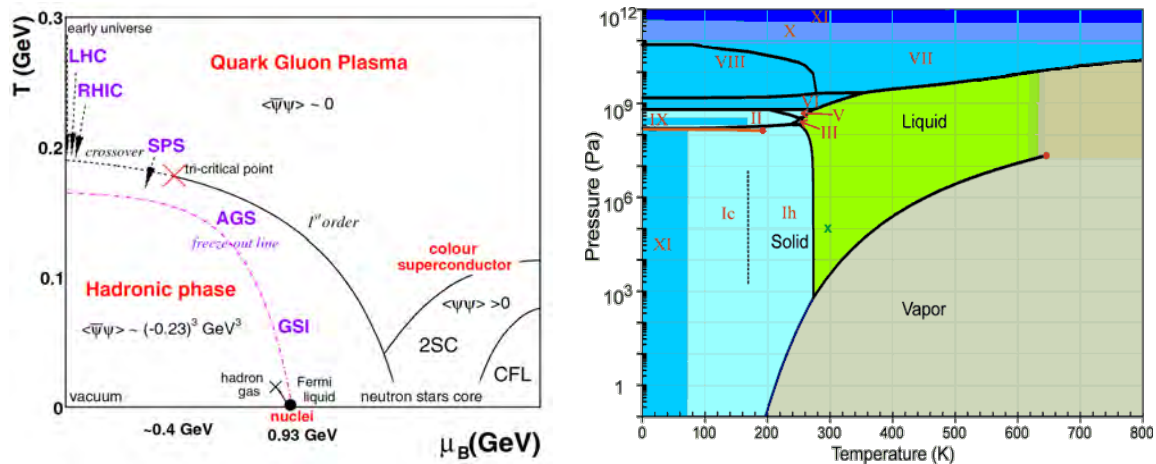 0.3
early universe
LHC
RHIC
T (GeV)
Quark Gluon Plasma
<ψ̅ψ> ~ 0
0.2
crossover
SPS
tri-critical point
AGS
freeze-out line
1st order
0.1
Hadronic phase
<ψ̅ψ> ~ (-0.23)³ GeV³
GSI
colour
superconductor
<ψψ> >0
2SC
CFL
hadron
gas
Fermi
liquid
vacuum
neutron stars core
0
nuclei
~0.4 GeV
0.93 GeV
μB(GeV)
10¹²
XI
X
VIII
VII
10⁹
VI
V
IX
II
III
Liquid
Pressure (Pa)
10⁶
Ic
Ih
x
Solid
XI
10³
Vapor
1
0 100 200 300 400 500 600 700 800
Temperature (K)